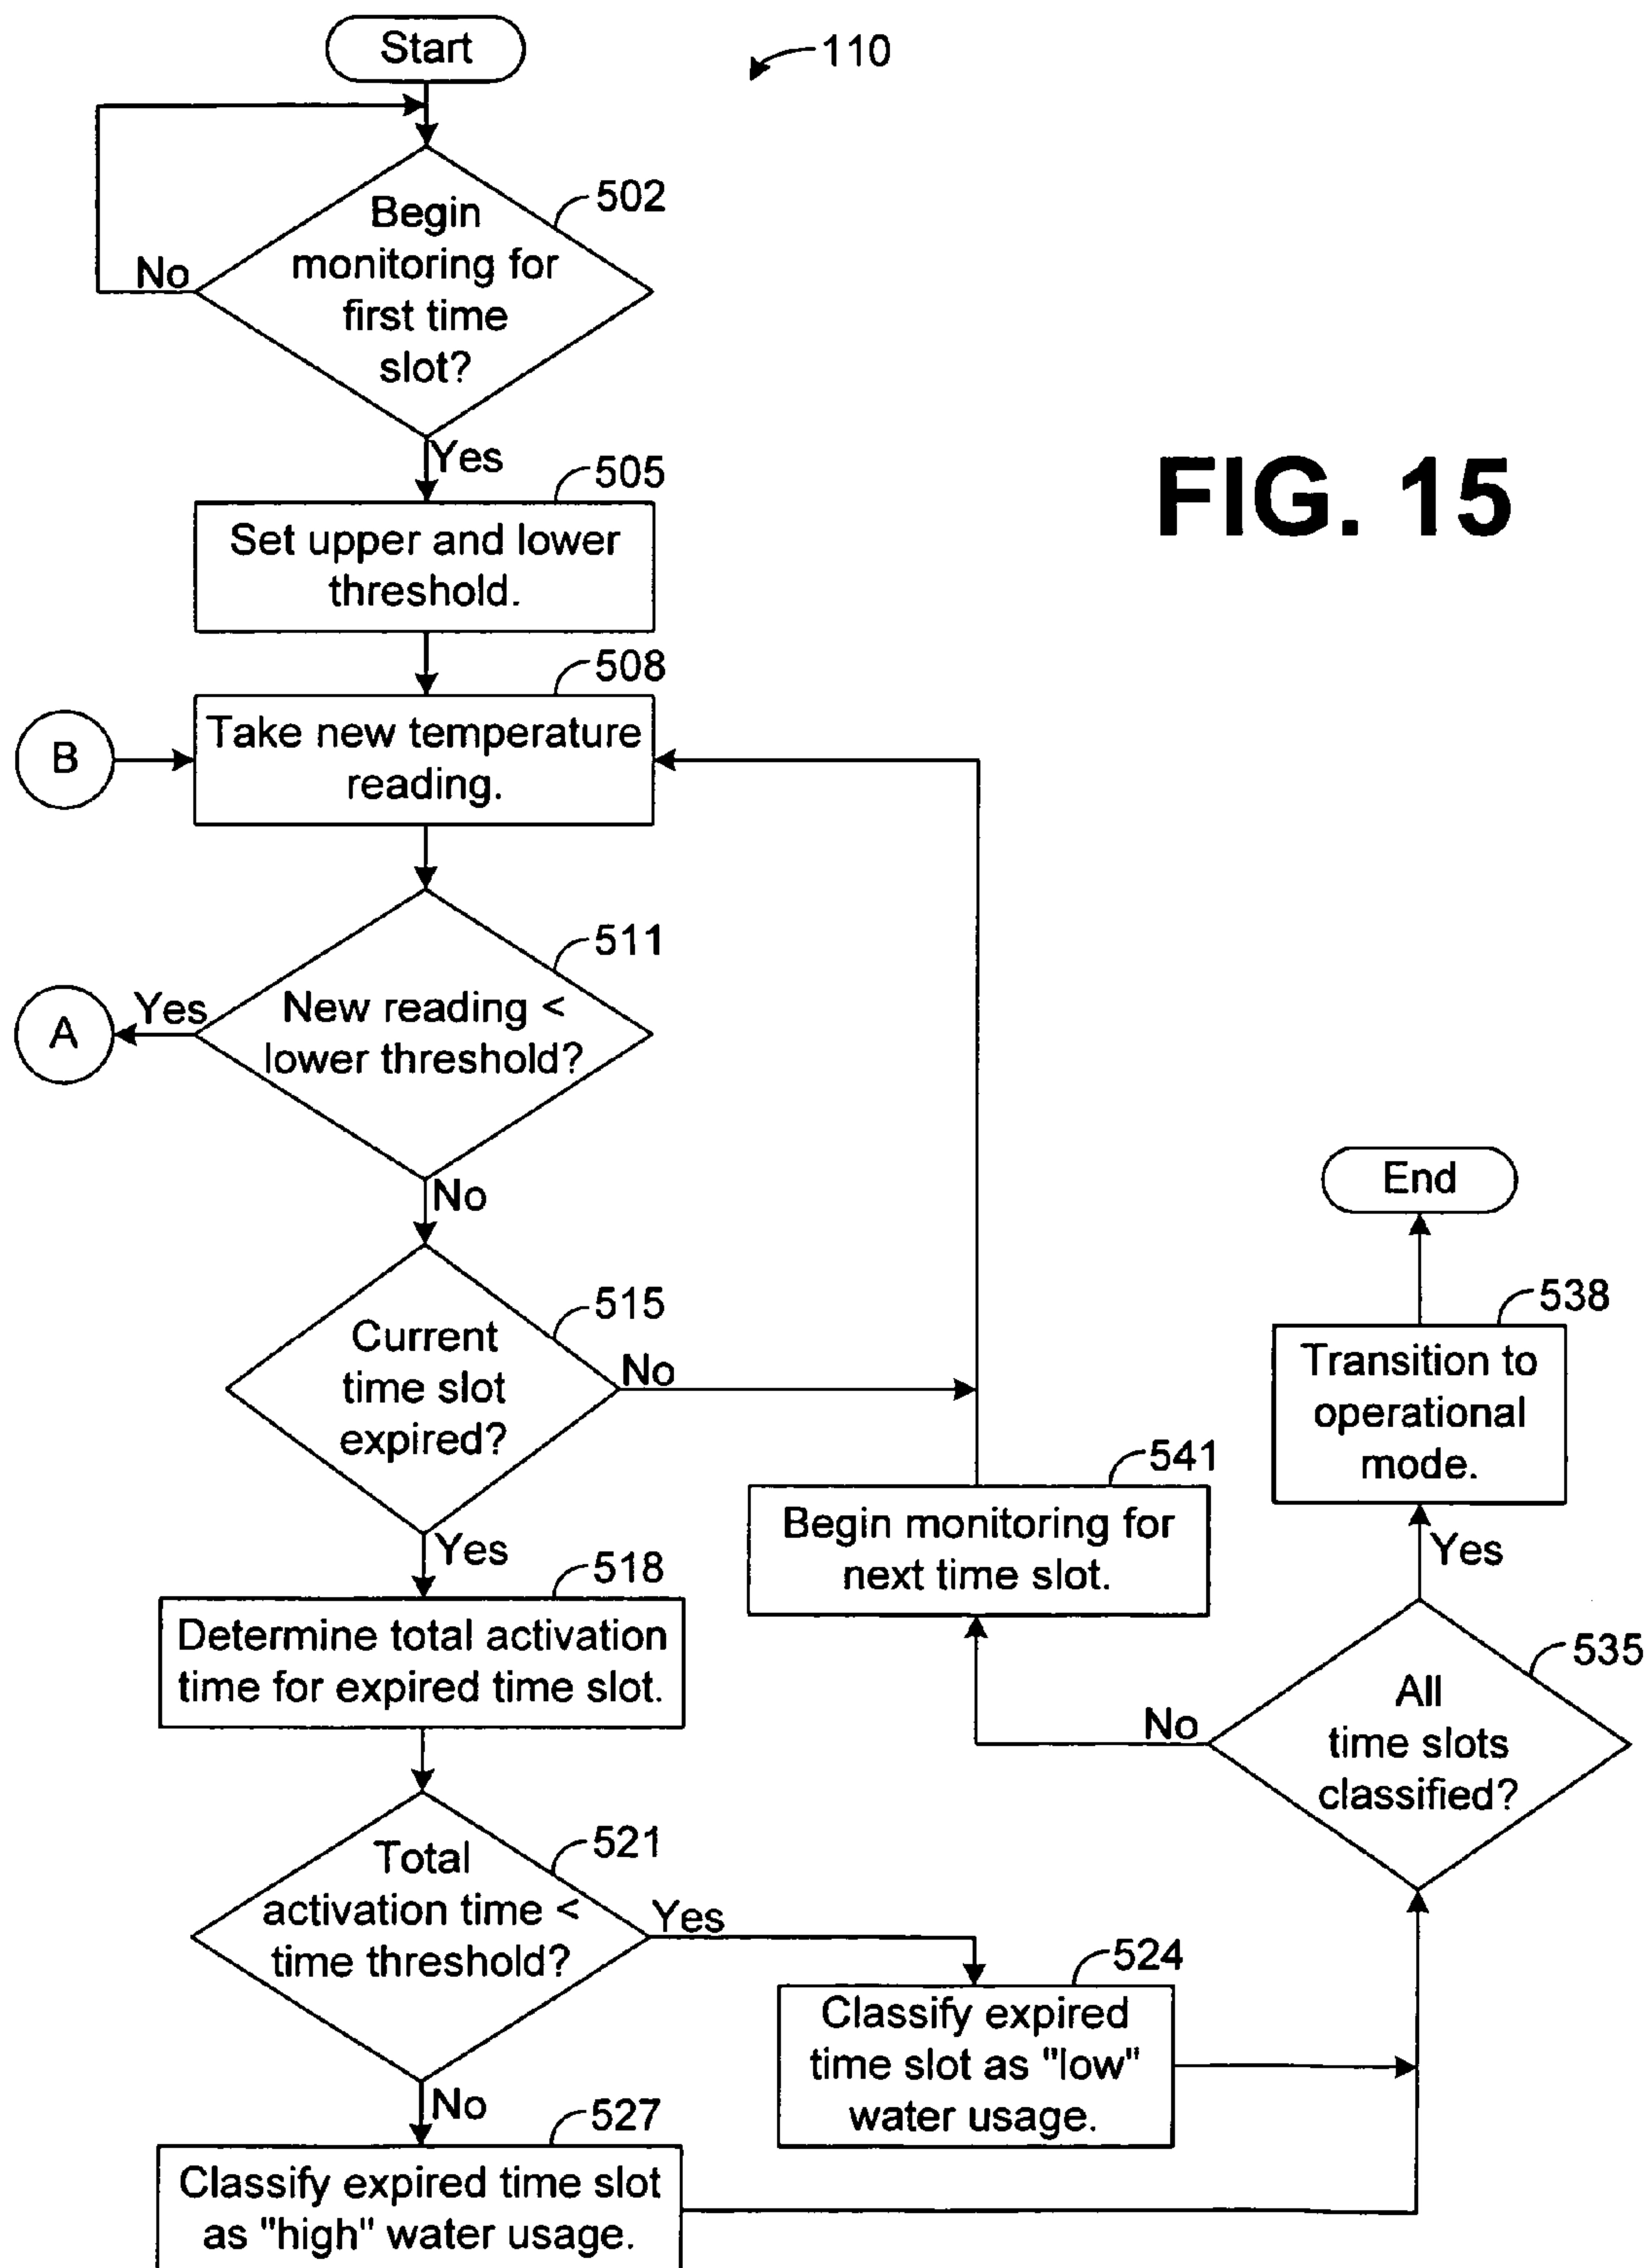 Start
110
502
Begin
monitoring for
first time
slot?
No
Yes
505
Set upper and lower
threshold.
FIG. 15
508
B
Take new temperature
reading.
511
A
Yes
New reading <
lower threshold?
No
515
Current
time slot
expired?
No
Yes
518
Determine total activation
time for expired time slot.
521
Total
activation time <
time threshold?
Yes
524
Classify expired
time slot as "low"
water usage.
No
527
Classify expired time slot
as "high" water usage.
535
All
time slots
classified?
No
541
Begin monitoring for
next time slot.
Yes
538
Transition to
operational
mode.
End